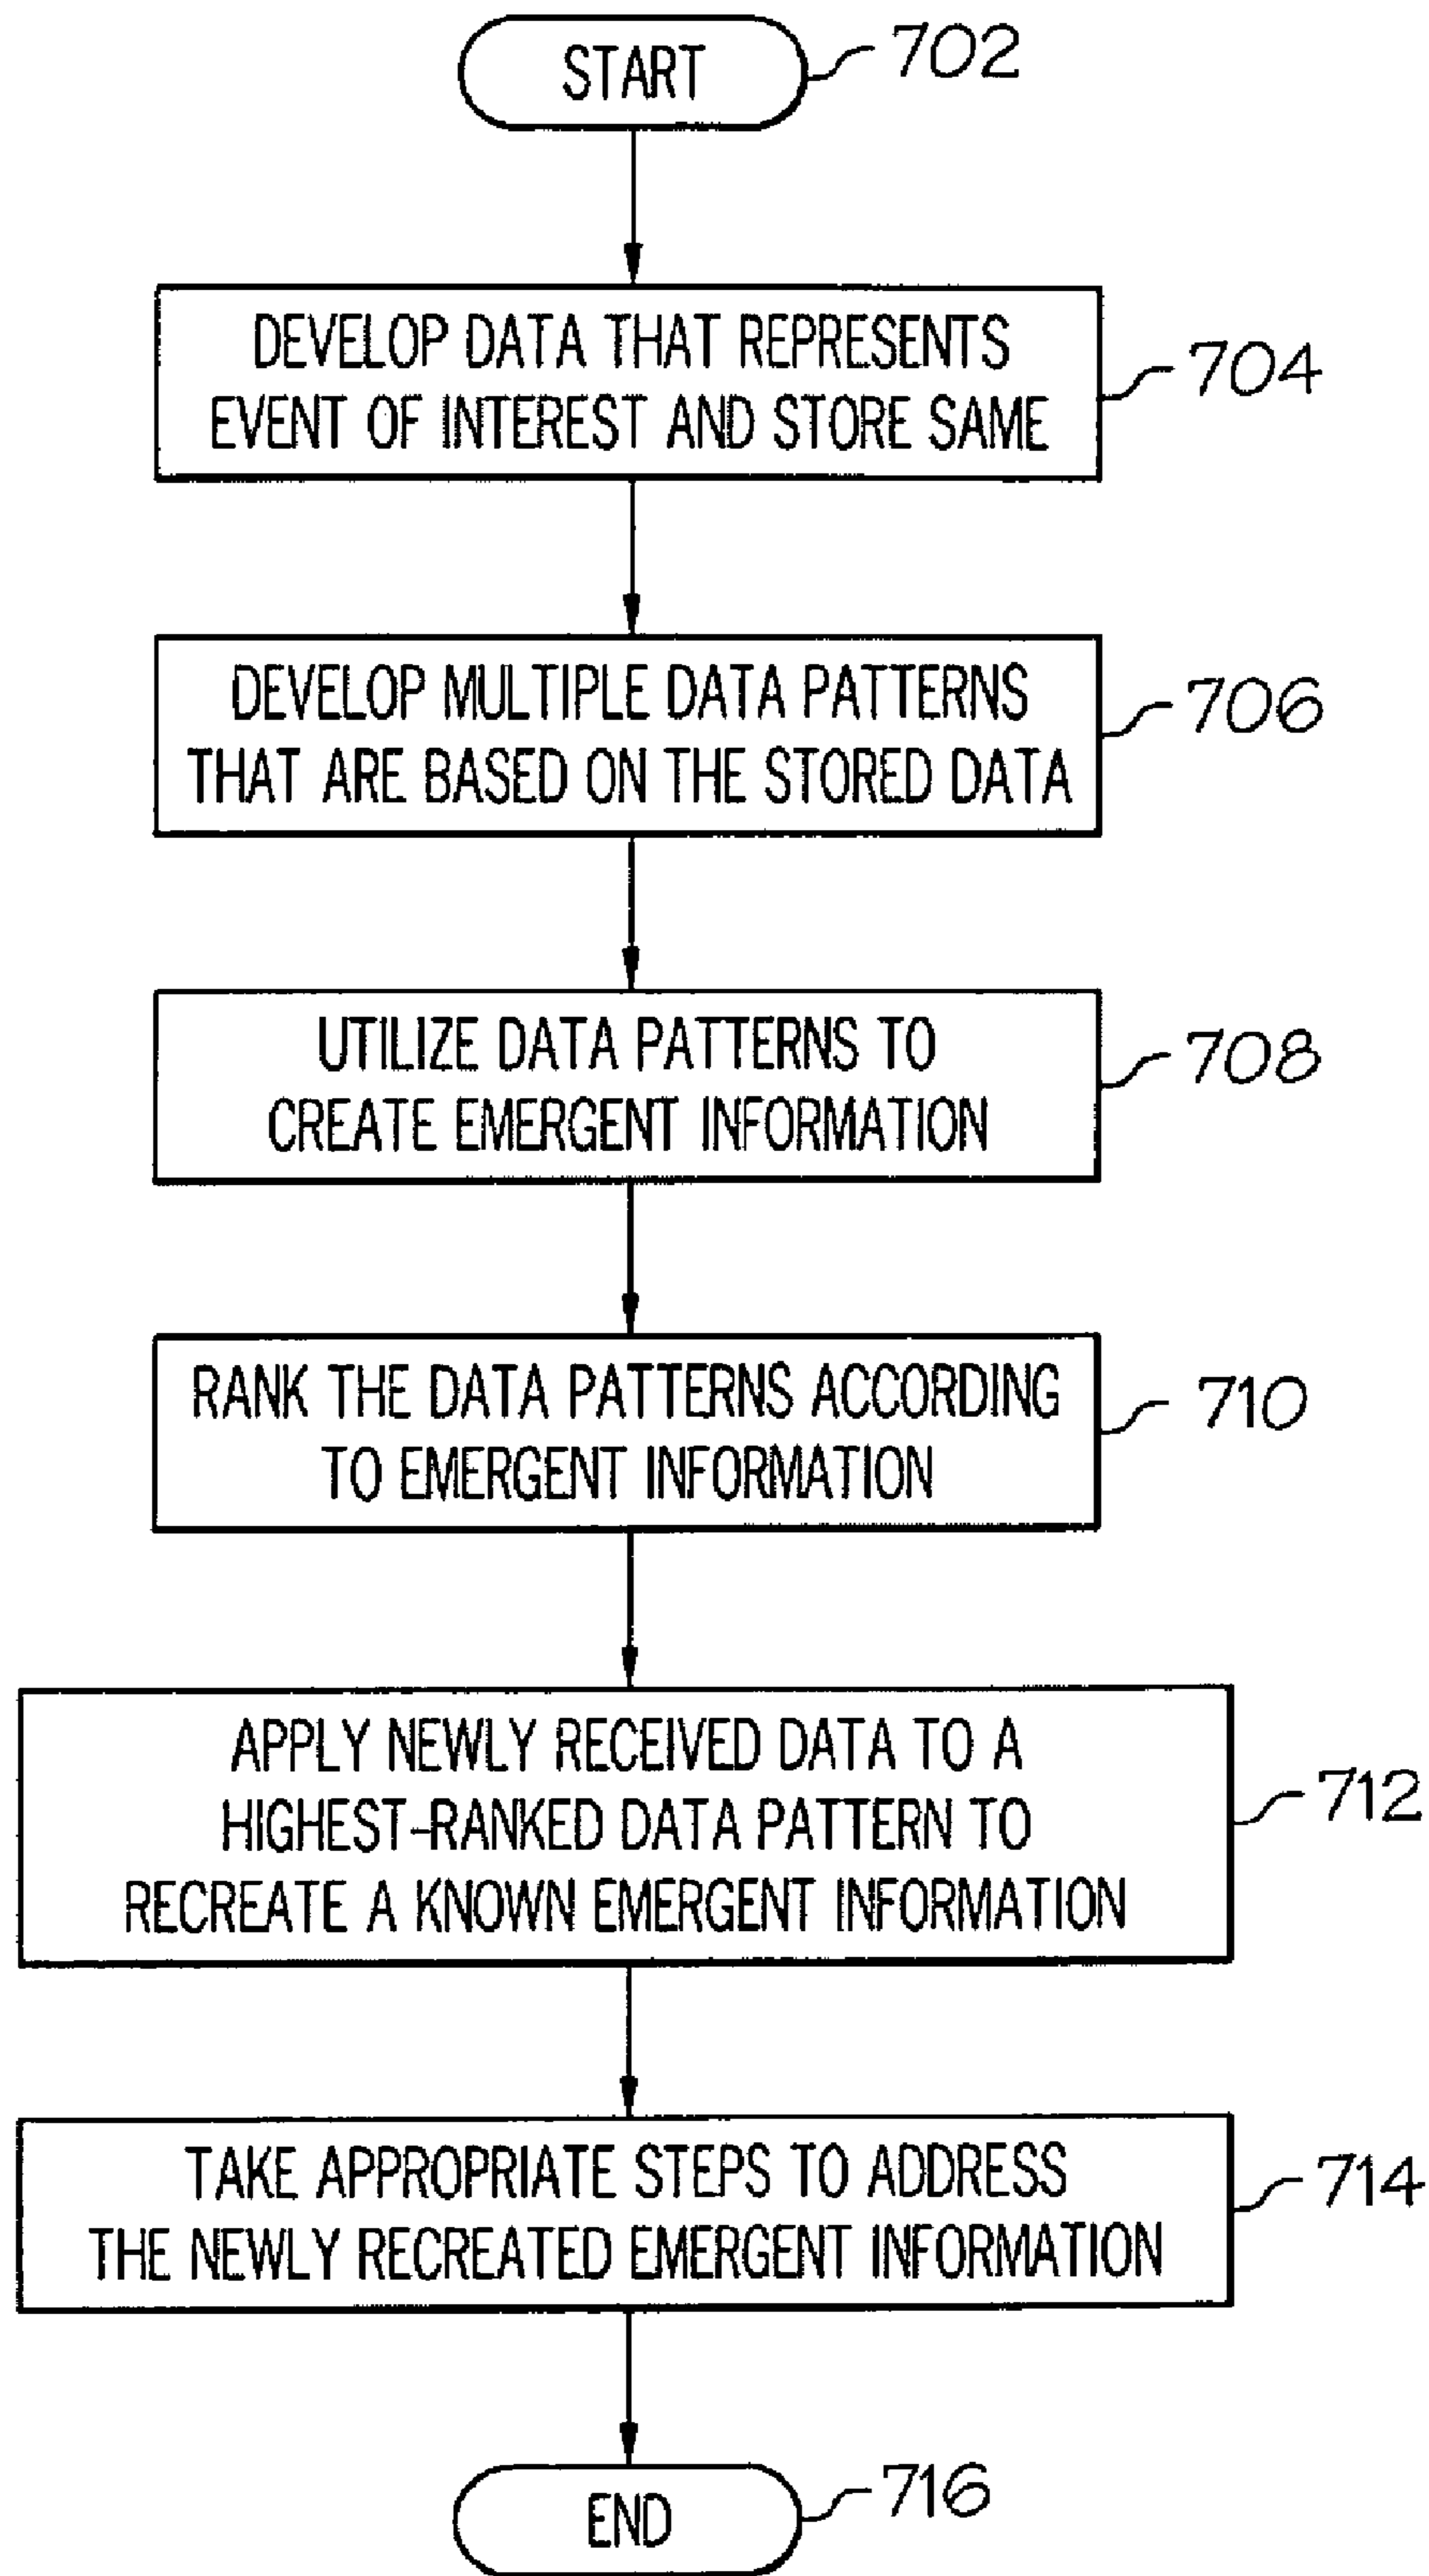 START
702
DEVELOP DATA THAT REPRESENTS
EVENT OF INTEREST AND STORE SAME
704
DEVELOP MULTIPLE DATA PATTERNS
THAT ARE BASED ON THE STORED DATA
706
UTILIZE DATA PATTERNS TO
CREATE EMERGENT INFORMATION
708
RANK THE DATA PATTERNS ACCORDING
TO EMERGENT INFORMATION
710
APPLY NEWLY RECEIVED DATA TO A
HIGHEST-RANKED DATA PATTERN TO
RECREATE A KNOWN EMERGENT INFORMATION
712
TAKE APPROPRIATE STEPS TO ADDRESS
THE NEWLY RECREATED EMERGENT INFORMATION
714
END
716